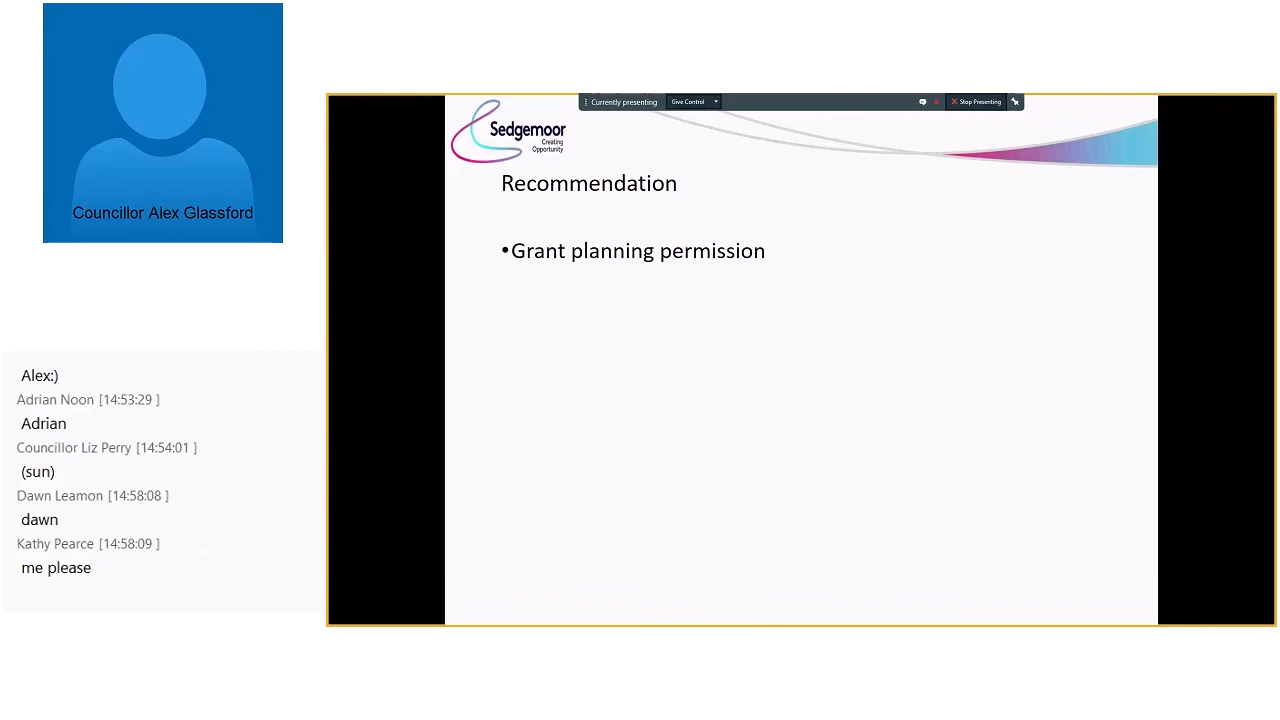 Councillor Alex Glassford
Alex:)
Adrian Noon [14:53:29 ]
Adrian
Councillor Liz Perry [14:54:01 ]
(sun)
Dawn Leamon [14:58:08 ]
dawn
Kathy Pearce [14:58:09 ]
me please
Currently presenting
Give Control
Stop Presenting
Sedgemoor
Creating
Opportunity
Recommendation
•Grant planning permission